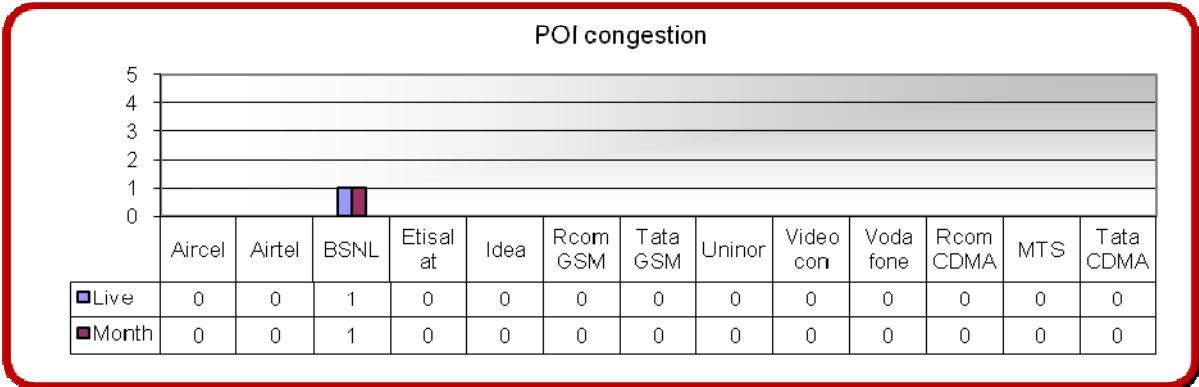 POI congestion
5
4
3
2
1
0
Aircel Airtel BSNL Etisal at Idea Rcom GSM Tata GSM Uninor Video con Voda fone Rcom CDMA MTS Tata CDMA
Live 0 0 1 0 0 0 0 0 0 0 0 0 0
Month 0 0 1 0 0 0 0 0 0 0 0 0 0